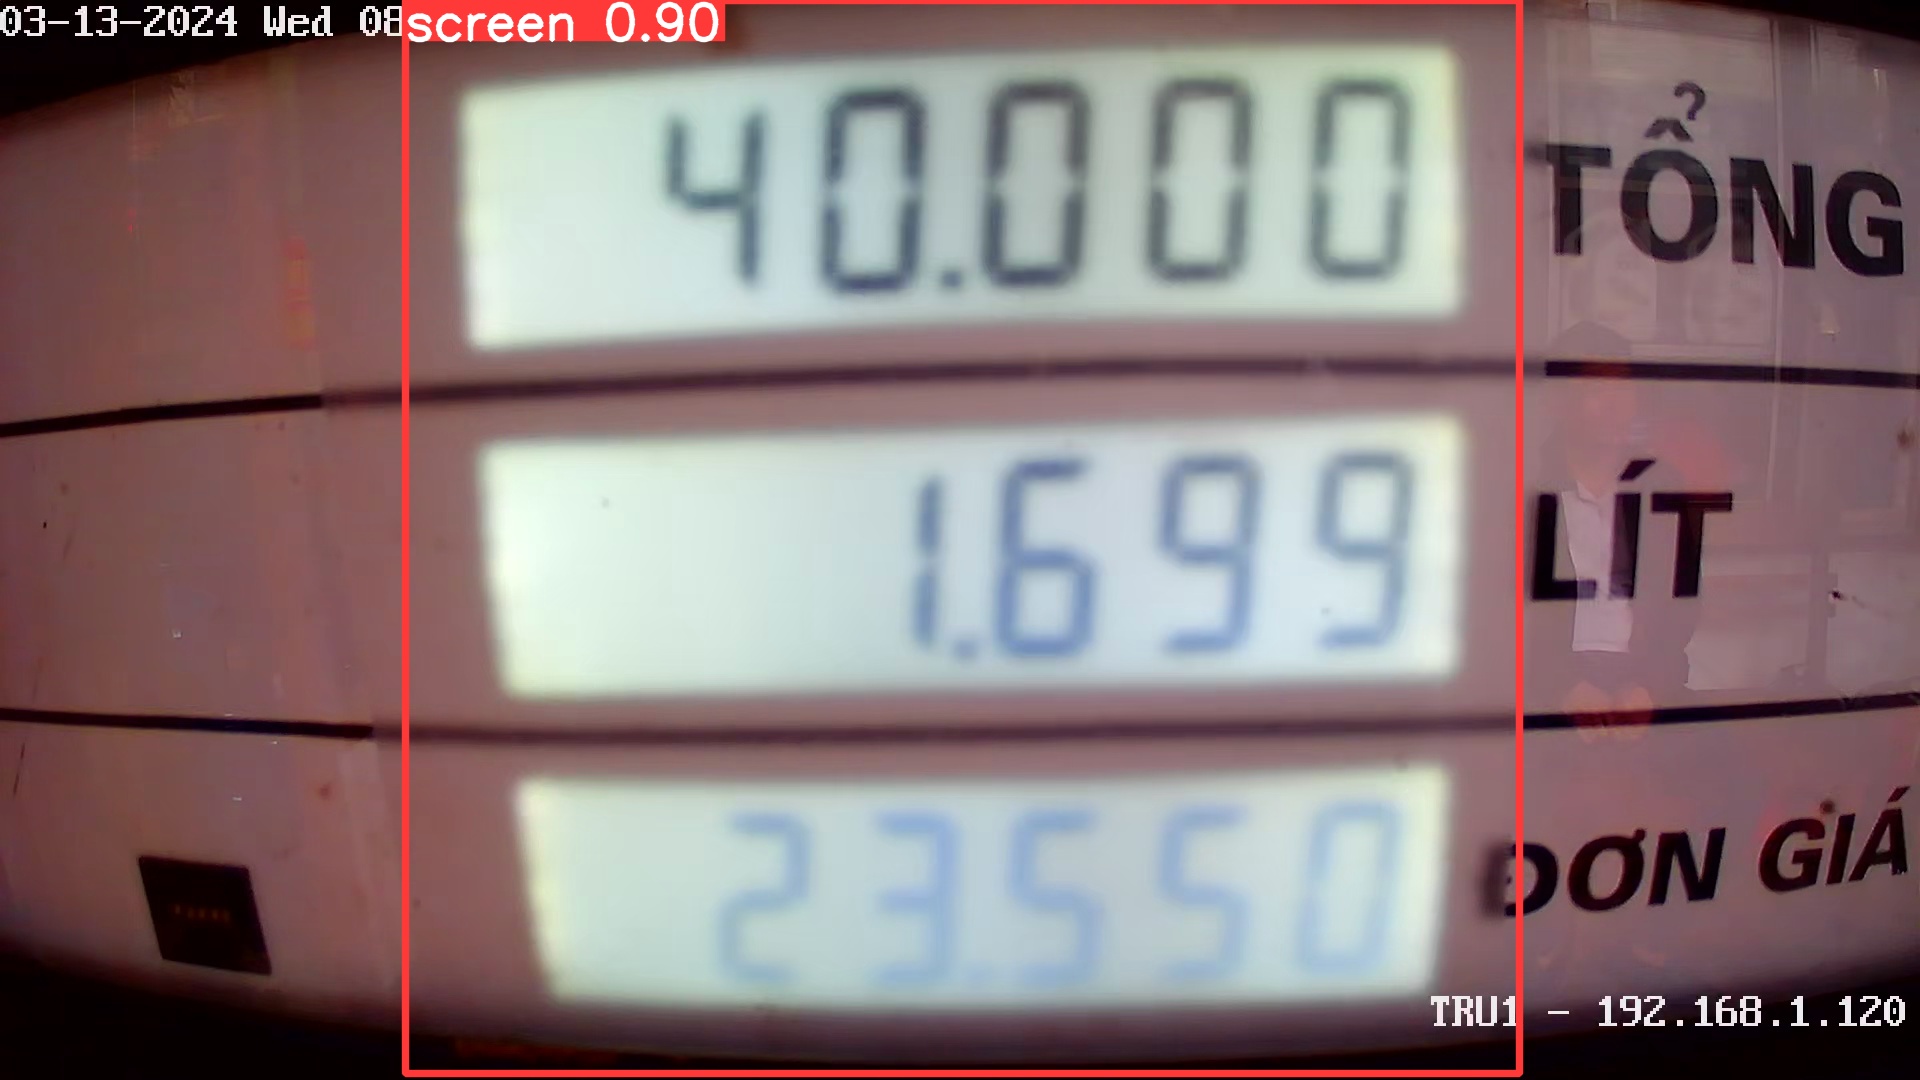 03-13-2024 Wed 08
screen 0.90
40.000
TỔNG
1.699
LÍT
23.550
ĐƠN GIÁ
TRU1 - 192.168.1.120